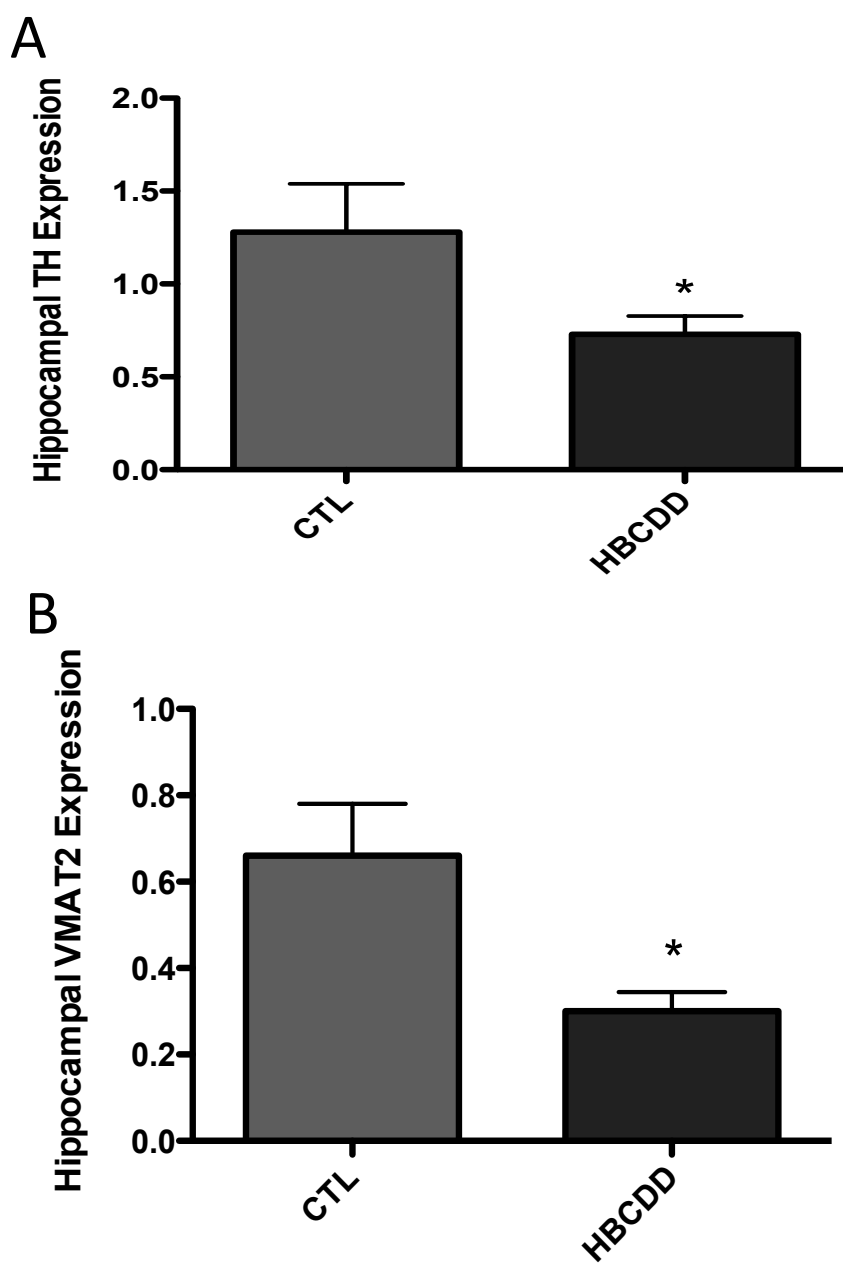 A
Hippocampal TH Expression
2.0
1.5
1.0
0.5
0.0
*
CTL
HBCDD
B
Hippocampal VMAT2 Expression
1.0
0.8
0.6
0.4
0.2
0.0
*
CTL
HBCDD